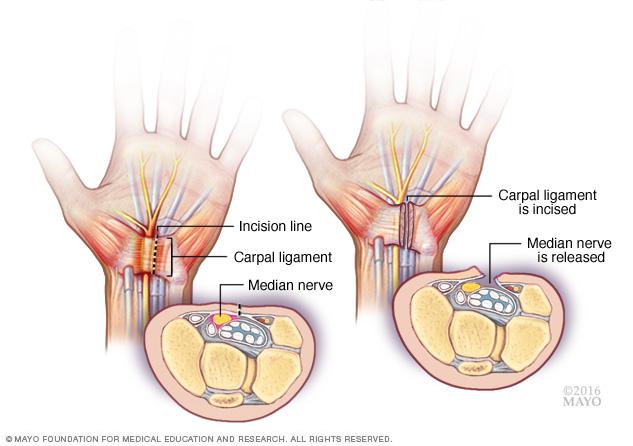 Incision line
Carpal ligament
Median nerve
Carpal ligament
is incised
Median nerve
is released
©2016
MAYO
© MAYO FOUNDATION FOR MEDICAL EDUCATION AND RESEARCH. ALL RIGHTS RESERVED.